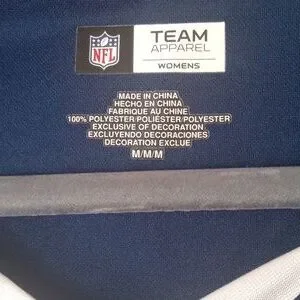 NFL
TEAM
APPAREL
WOMENS
MADE IN CHINA
HECHO EN CHINA
FABRIQUE AU CHINE
100% POLYESTER/POLIÉSTER/POLYESTER
EXCLUSIVE OF DECORATION
EXCLUYENDO DECORACIONES
DECORATION EXCLUE
M/M/M